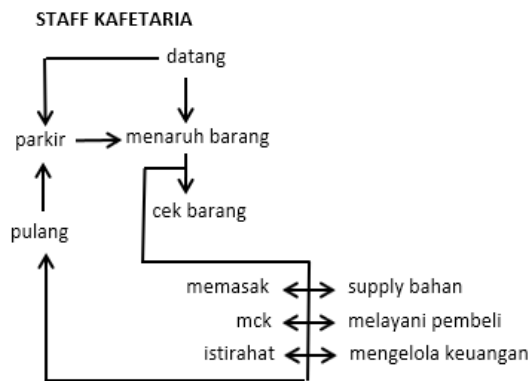 STAFF KAFETARIA
datang
parkir menaruh barang
cek barang
pulang
memasak supply bahan
mck melayani pembeli
istirahat mengelola keuangan